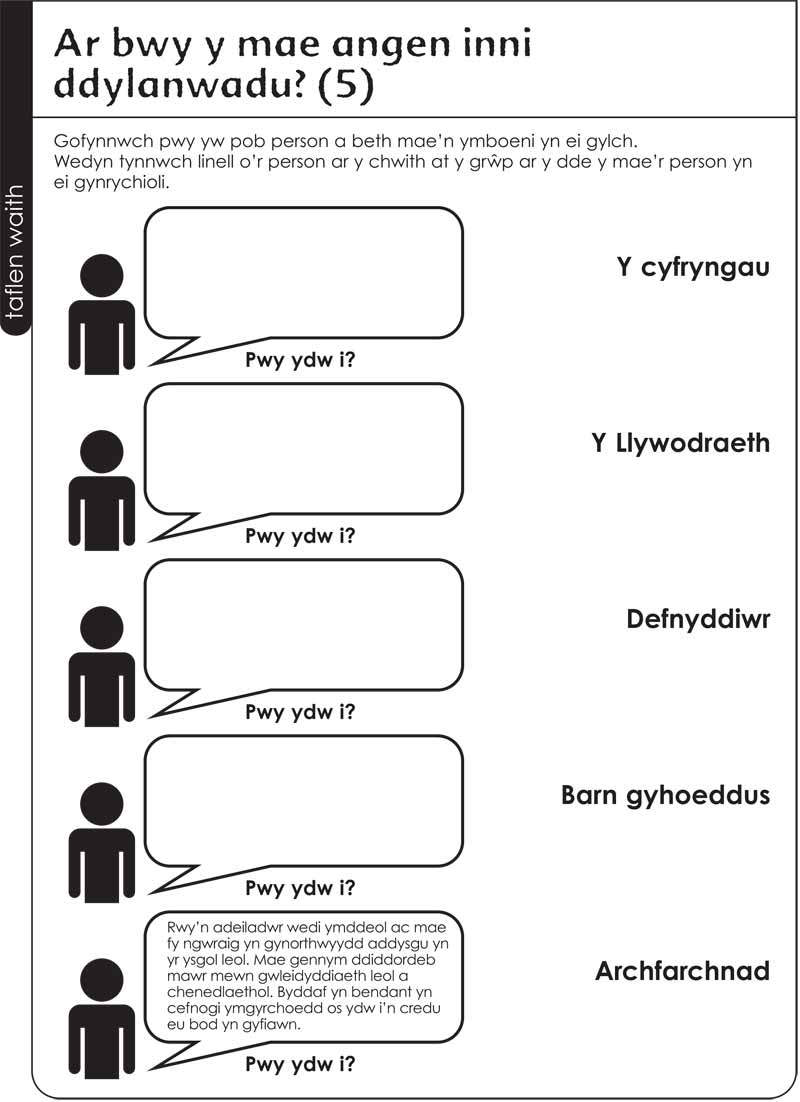 Ar bwy y mae angen inni
ddylanwadu? (5)
Gofynnwch pwy yw pob person a beth mae'n ymboeni yn ei gylch.
Wedyn tynnwch linell o'r person ar y chwith at y grŵp ar y dde y mae'r person yn
ei gynrychioli.
taflen waith
Y cyfryngau
Pwy ydw i?
Y Llywodraeth
Pwy ydw i?
Defnyddiwr
Pwy ydw i?
Barn gyhoeddus
Pwy ydw i?
Rwy'n adeiladwr wedi ymddeol ac mae
fy ngwraig yn gynorthwyydd addysgu yn
yr ysgol leol. Mae gennym ddiddordeb
mawr mewn gwleidyddiaeth leol a
chenedlaethol. Byddaf yn bendant yn
cefnogi ymgyrchoedd os ydw i'n credu
eu bod yn gyfiawn.
Archfarchnad
Pwy ydw i?